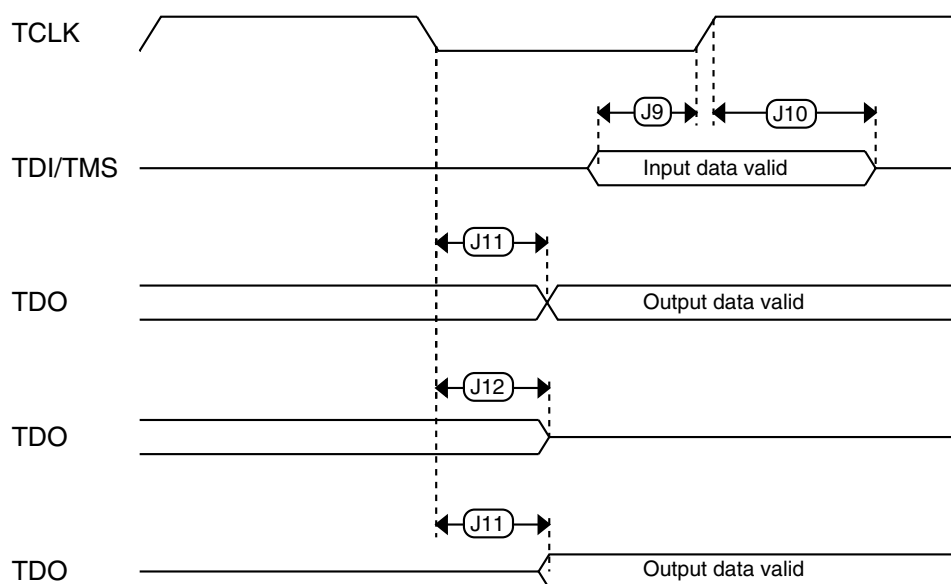 TCLK
J9
J10
TDI/TMS
Input data valid
J11
TDO
Output data valid
J12
TDO
J11
TDO
Output data valid